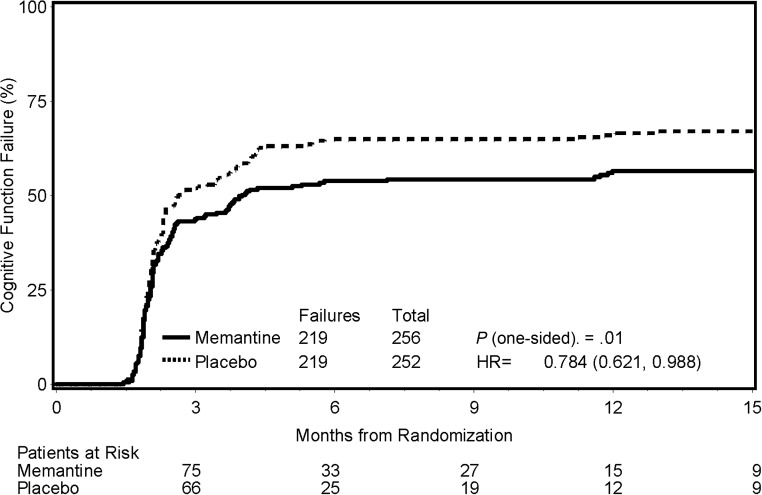 100
75
50
25
0
Cognitive Function Failure (%)
Failures Total
Memantine 219 256 P (one-sided). = .01
Placebo 219 252 HR= 0.784 (0.621, 0.988)
0 3 6 9 12 15
Months from Randomization
Patients at Risk
Memantine 75 33 27 15 9
Placebo 66 25 19 12 9